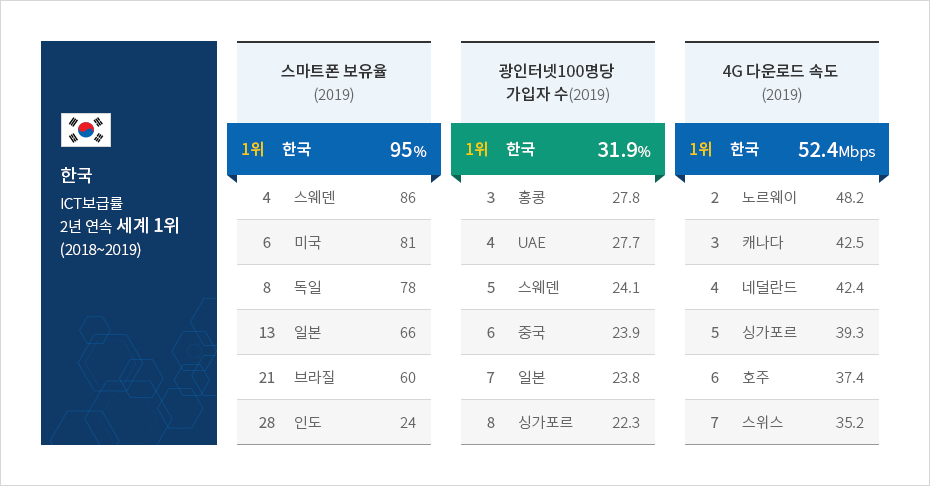 한국
ICT보급률
2년 연속 세계 1위
(2018~2019)
스마트폰 보유율
(2019)
1위 한국 95%
4 스웨덴 86
6 미국 81
8 독일 78
13 일본 66
21 브라질 60
28 인도 24
광인터넷100명당
가입자 수(2019)
1위 한국 31.9%
3 홍콩 27.8
4 UAE 27.7
5 스웨덴 24.1
6 중국 23.9
7 일본 23.8
8 싱가포르 22.3
4G 다운로드 속도
(2019)
1위 한국 52.4Mbps
2 노르웨이 48.2
3 캐나다 42.5
4 네덜란드 42.4
5 싱가포르 39.3
6 호주 37.4
7 스위스 35.2